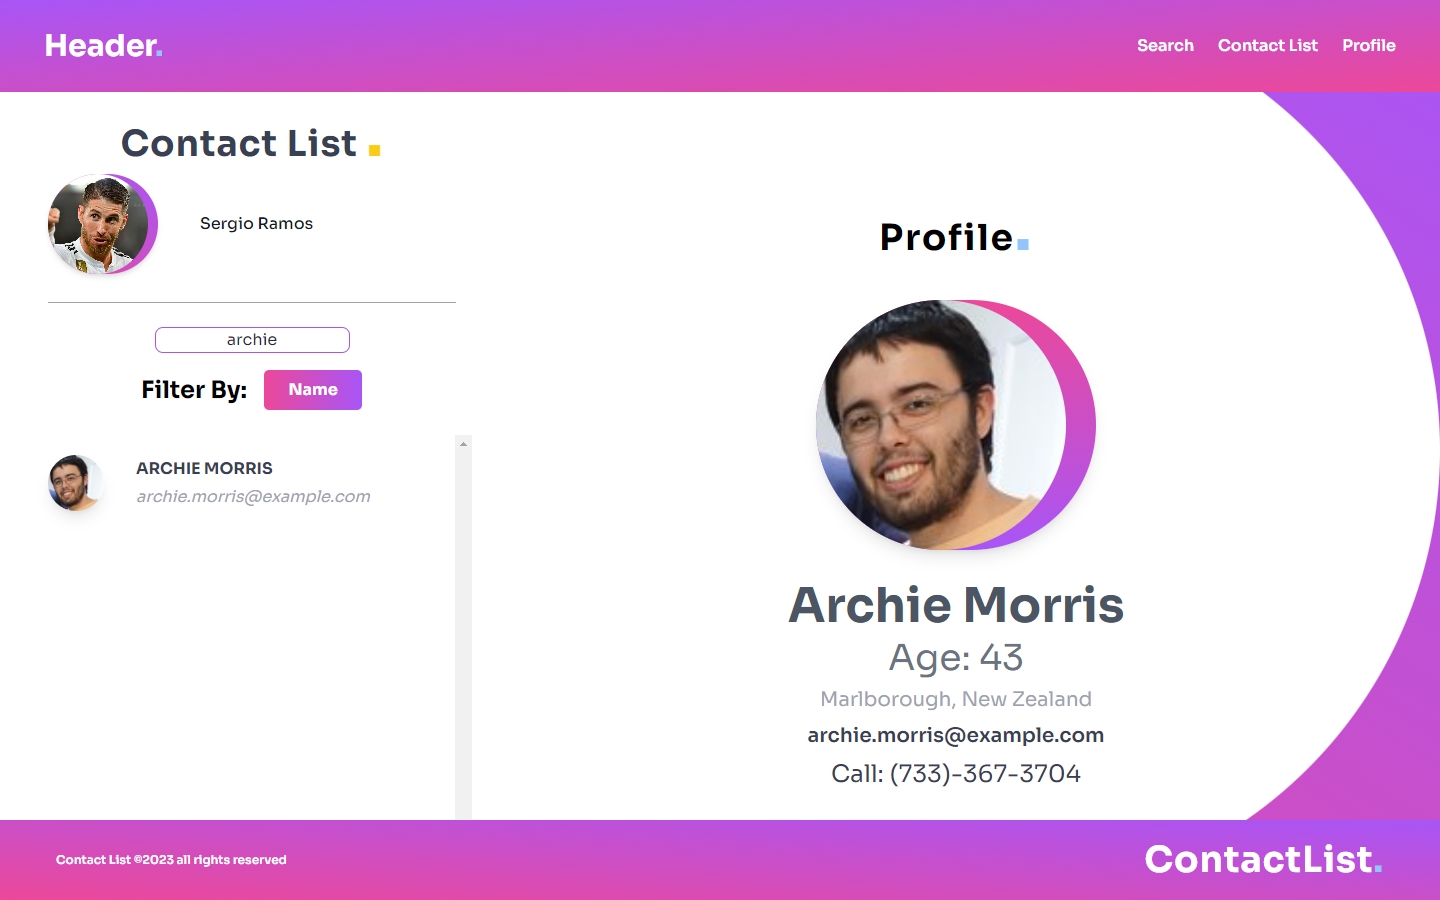 Header.
Search Contact List Profile
Contact List
Sergio Ramos
archie
Filter By: Name
ARCHIE MORRIS
archie.morris@example.com
Profile
Archie Morris
Age: 43
Marlborough, New Zealand
archie.morris@example.com
Call: (733)-367-3704
Contact List ©2023 all rights reserved
ContactList.